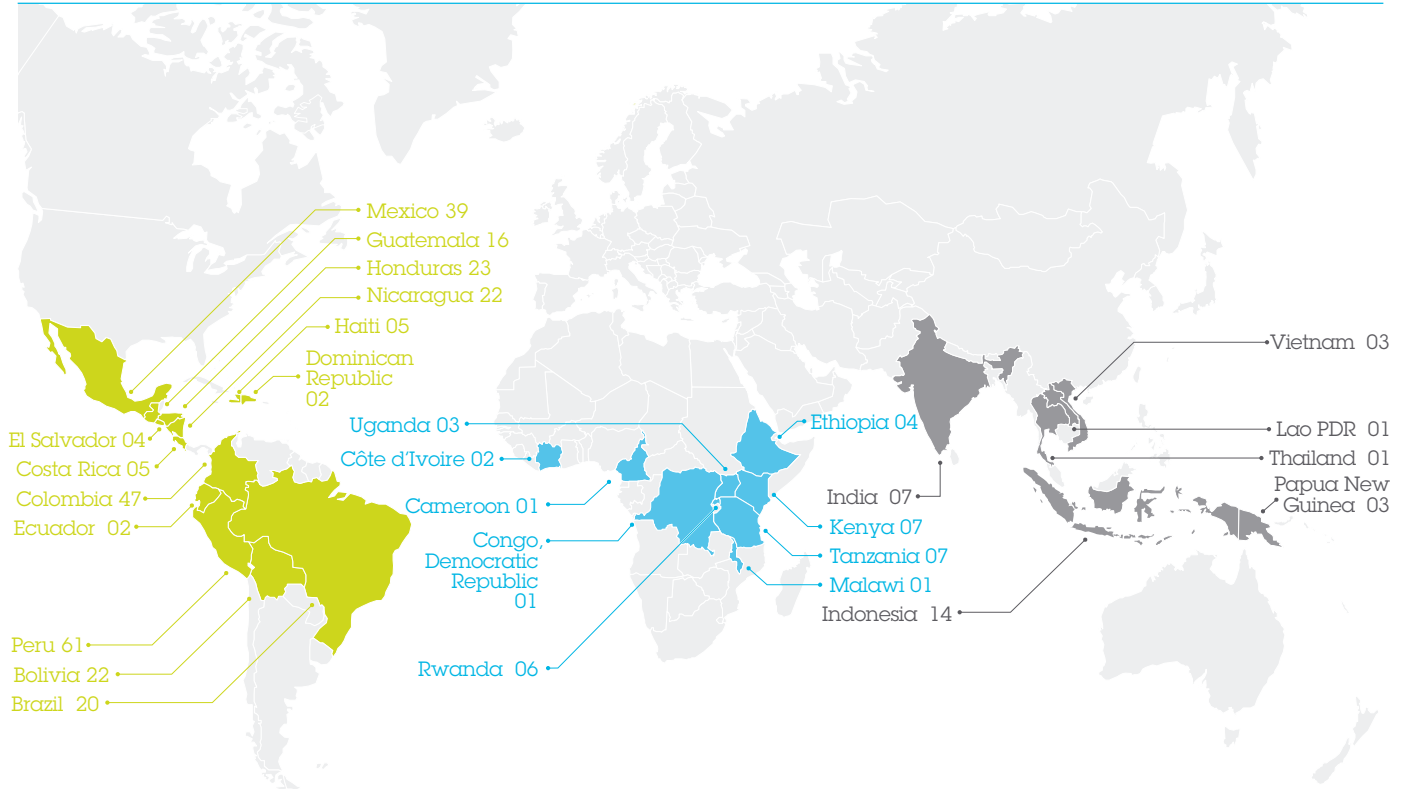 Mexico 39
Guatemala 16
Honduras 23
Nicaragua 22
Haiti 05
Dominican
Republic
02
El Salvador 04
Costa Rica 05
Colombia 47
Ecuador 02
Peru 61
Bolivia 22
Brazil 20
Uganda 03
Côte d'Ivoire 02
Cameroon 01
Congo,
Democratic
Republic
01
Rwanda 06
Ethiopia 04
Kenya 07
Tanzania 07
Malawi 01
India 07
Indonesia 14
Vietnam 03
Lao PDR 01
Thailand 01
Papua New
Guinea 03